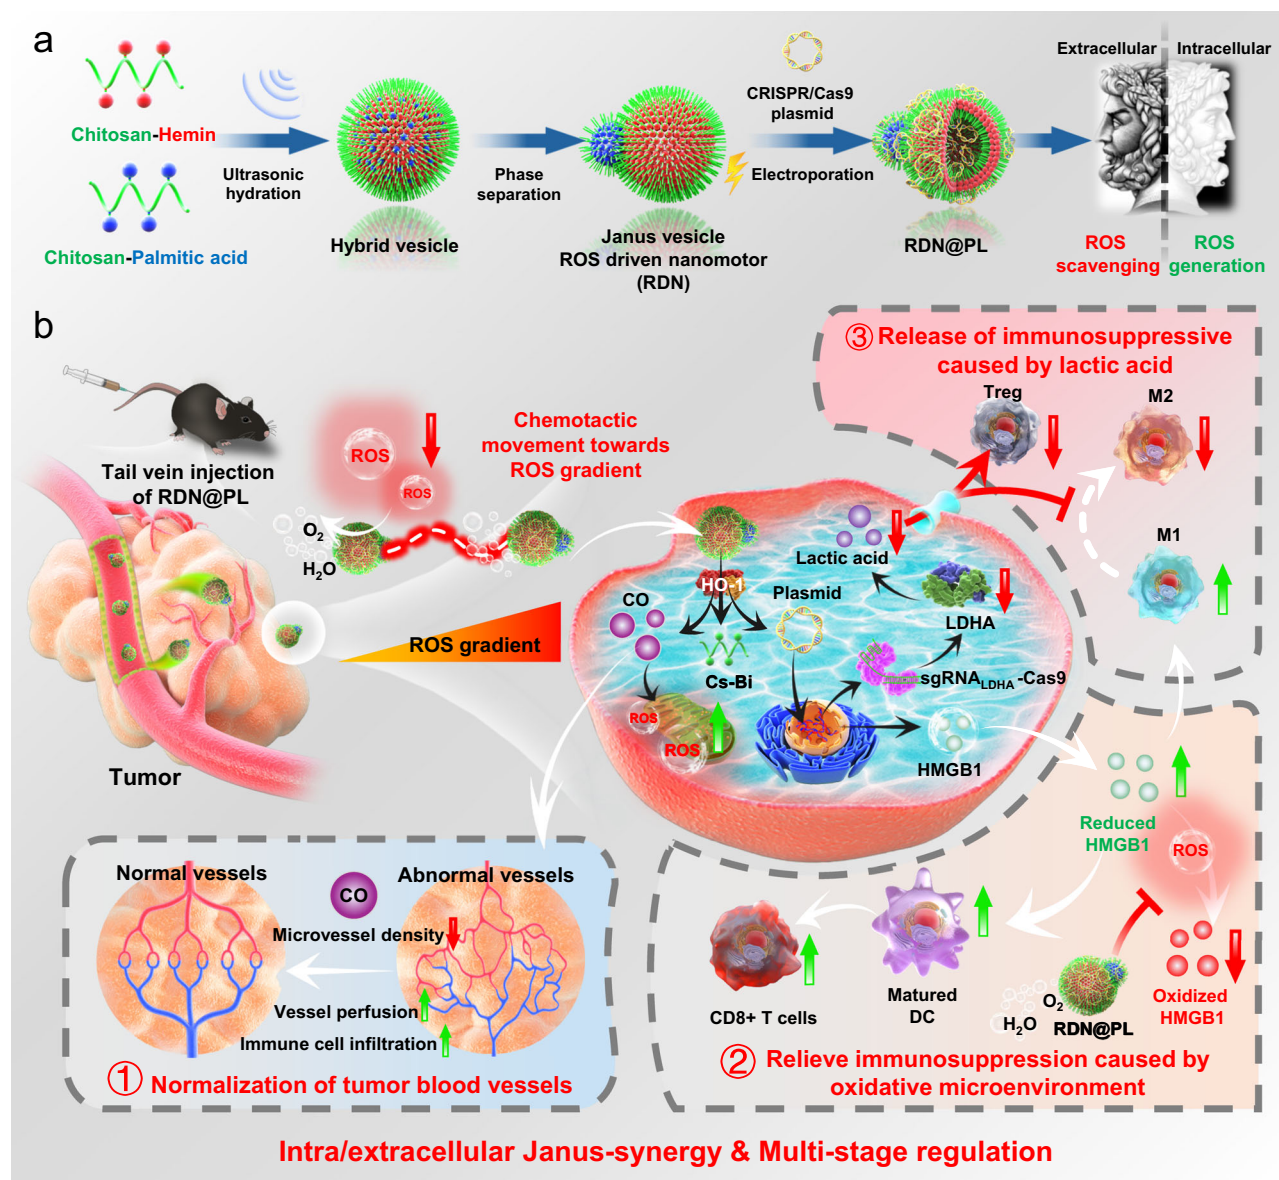 a
Chitosan-Hemin
Chitosan-Palmitic acid
Ultrasonic
hydration
Hybrid vesicle
Phase
separation
Janus vesicle
ROS driven nanomotor
(RDN)
CRISPR/Cas9
plasmid
Electroporation
RDN@PL
Extracellular
Intracellular
ROS
scavenging
ROS
generation
b
Tail vein injection
of RDN@PL
Tumor
ROS
ROS
O2
H2O
Chemotactic
movement towards
ROS gradient
ROS gradient
HO-1
CO
Cs-Bi
Plasmid
ROS
ROS
Lactic acid
LDHA
sgRNALDHA-Cas9
HMGB1
③ Release of immunosuppressive
caused by lactic acid
Treg
M2
M1
Reduced
HMGB1
ROS
Oxidized
HMGB1
RDN@PL
O2
H2O
Matured
DC
CD8+ T cells
② Relieve immunosuppression caused by
oxidative microenvironment
Normal vessels
CO
Abnormal vessels
Microvessel density
Vessel perfusion
Immune cell infiltration
① Normalization of tumor blood vessels
Intra/extracellular Janus-synergy & Multi-stage regulation